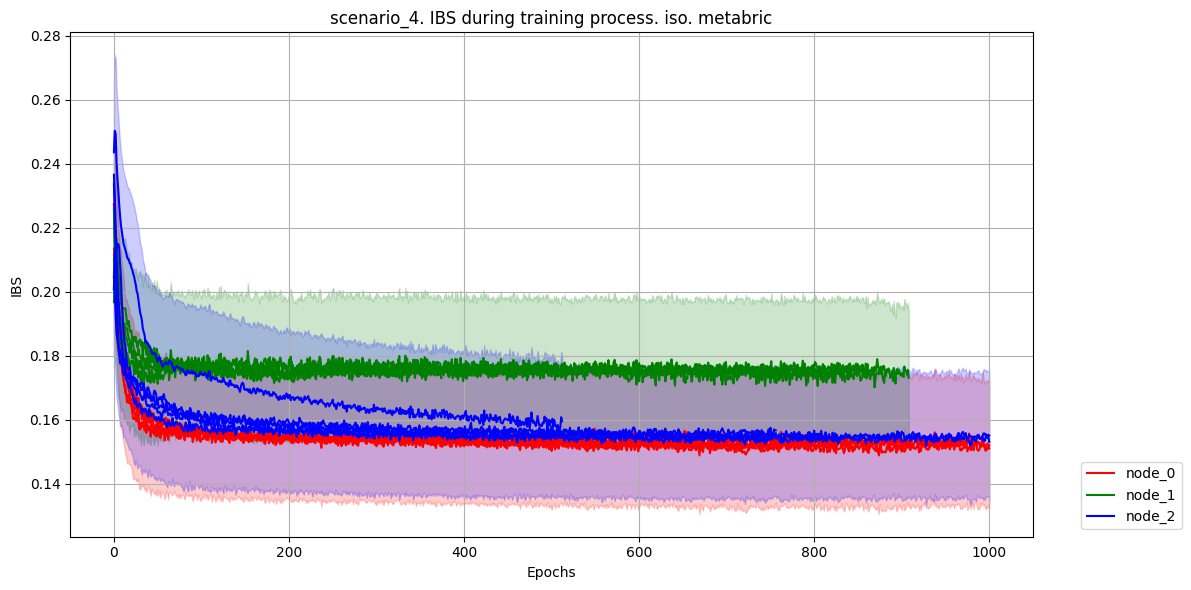 scenario_4. IBS during training process. iso. metabric
0.28
0.26
0.24
0.22
0.20
0.18
0.16
0.14
IBS
0 200 400 600 800 1000
Epochs
node_0
node_1
node_2